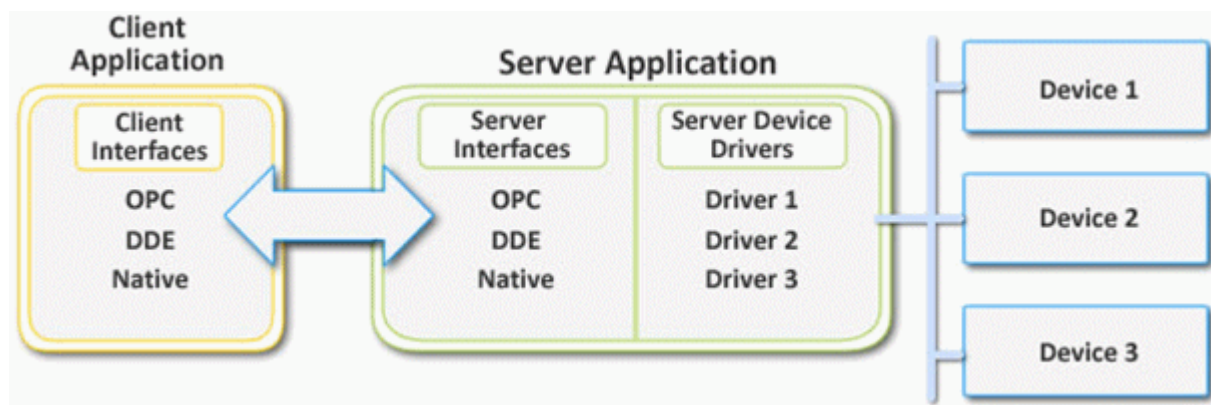 Client
Application
Client
Interfaces
OPC
DDE
Native
Server Application
Server
Interfaces
OPC
DDE
Native
Server Device
Drivers
Driver 1
Driver 2
Driver 3
Device 1
Device 2
Device 3